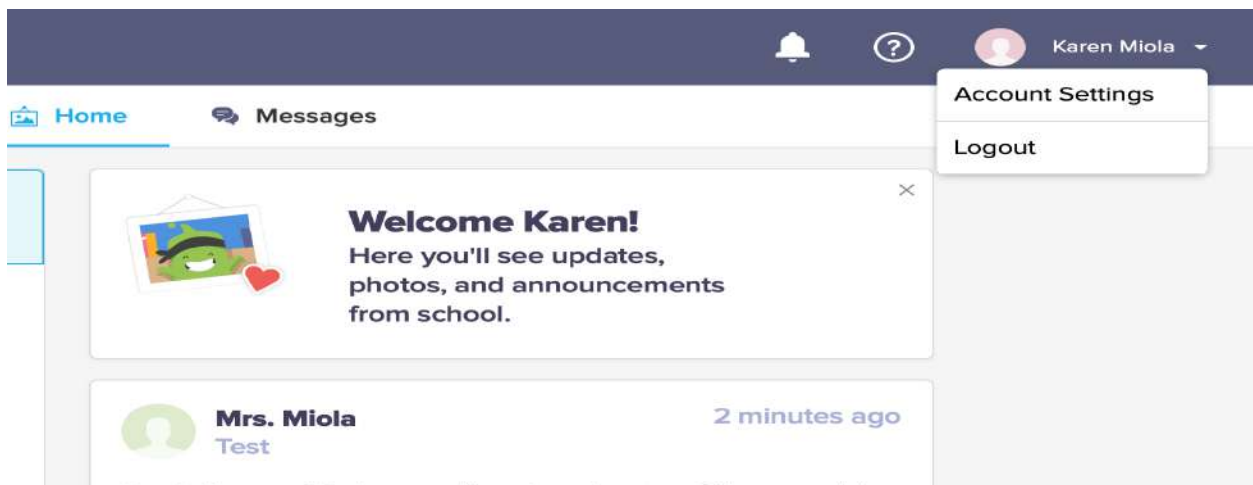 Karen Miola
Account Settings
Logout
Home
Messages
Welcome Karen!
Here you'll see updates,
photos, and announcements
from school.
Mrs. Miola
2 minutes ago
Test